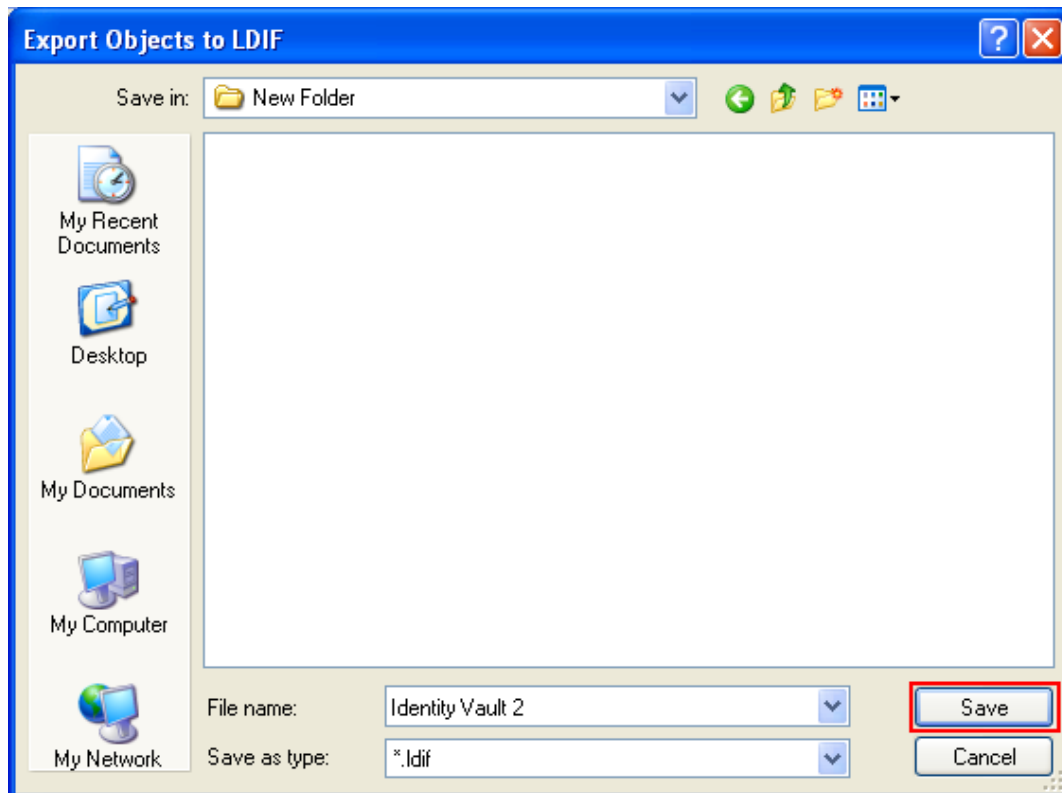 Export Objects to LDIF
Save in:
New Folder
My Recent
Documents
Desktop
My Documents
My Computer
My Network
File name:
Identity Vault 2
Save
Save as type:
*.ldif
Cancel